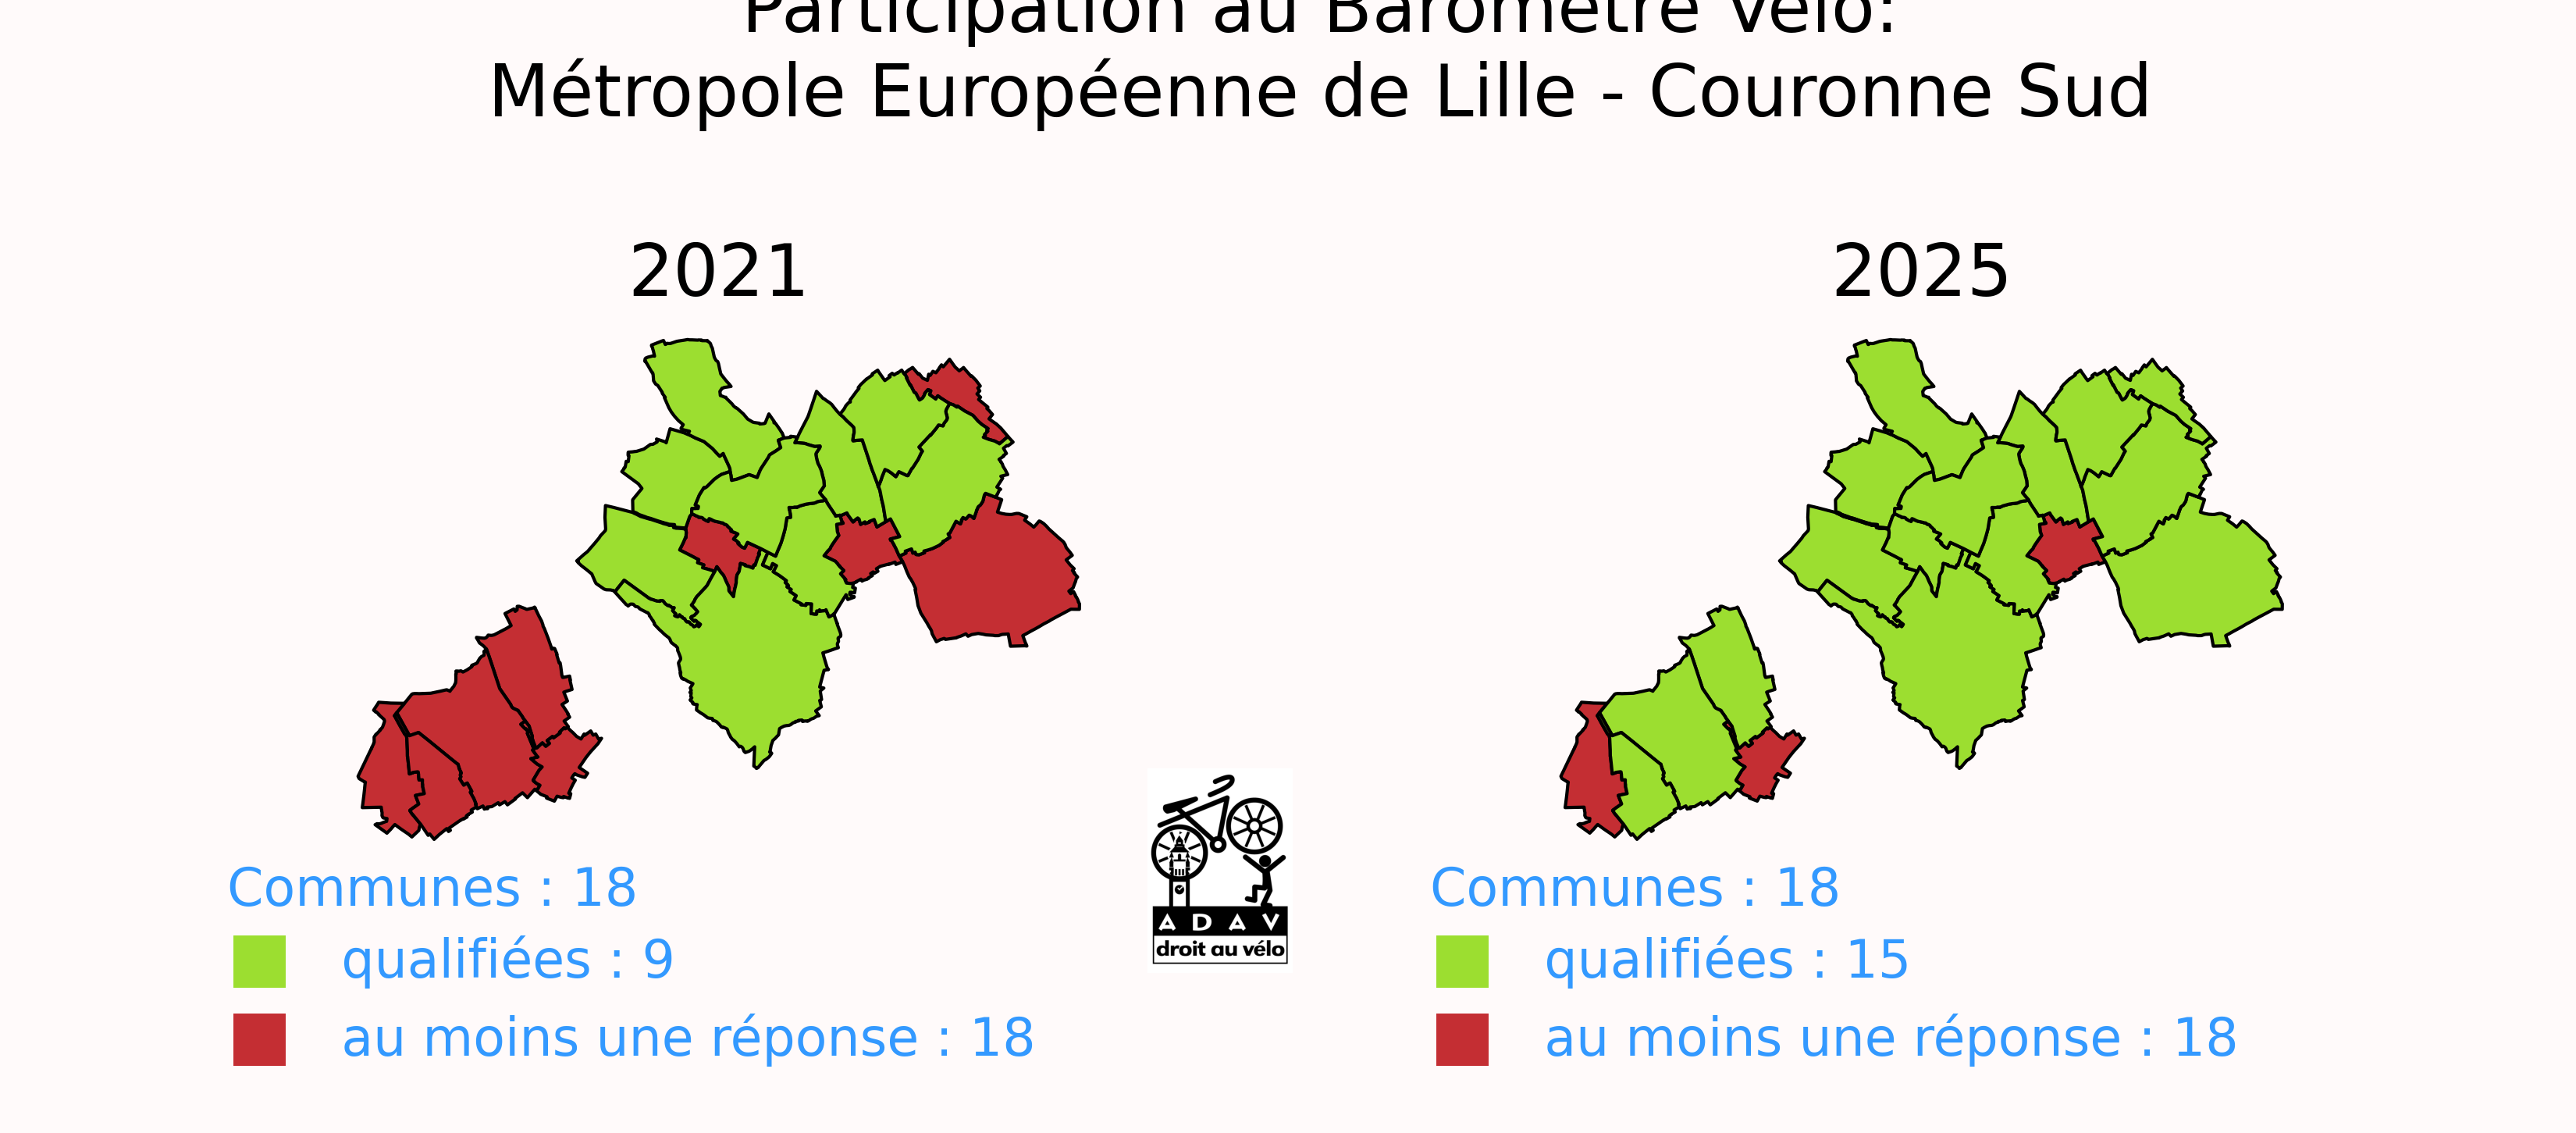 Participation au Baromètre Vélo:
Métropole Européenne de Lille - Couronne Sud
2021
2025
Communes : 18
qualifiées : 9
au moins une réponse : 18
ADAV
droit au vélo
Communes : 18
qualifiées : 15
au moins une réponse : 18